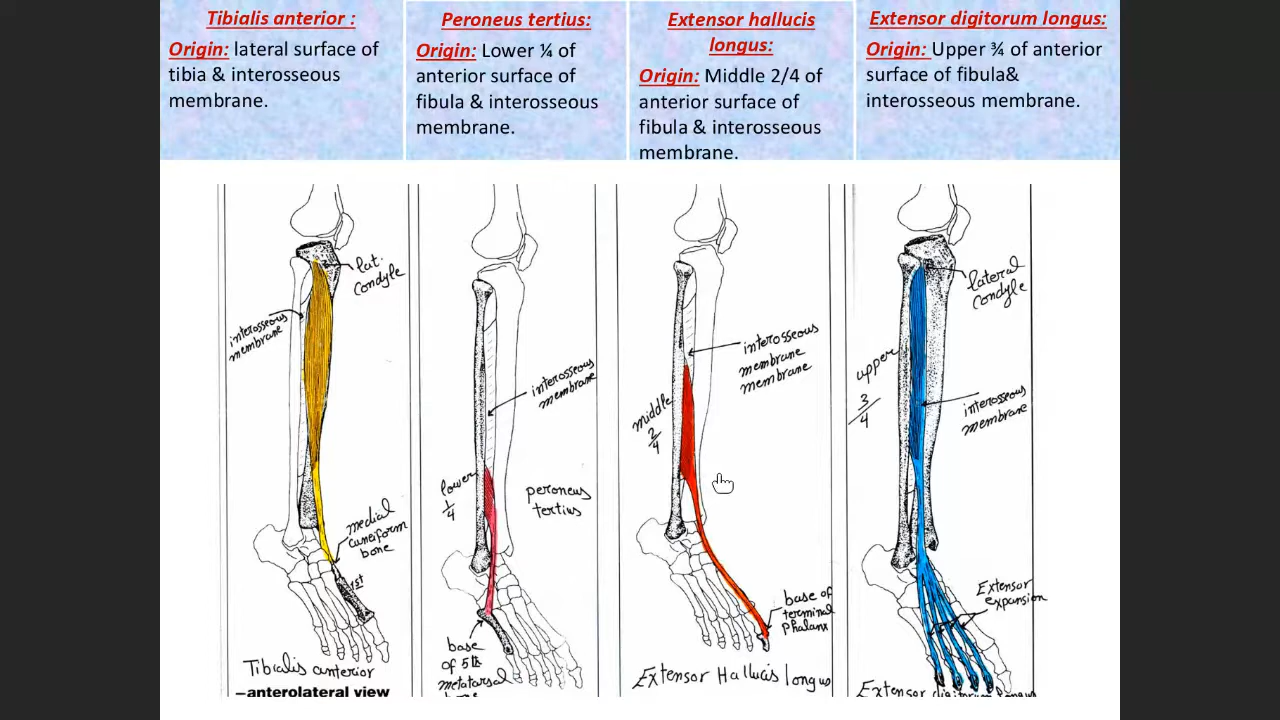 Tibialis anterior :
Origin: lateral surface of
tibia & interosseous
membrane.
Peroneus tertius:
Origin: Lower ¼ of
anterior surface of
fibula & interosseous
membrane.
Extensor hallucis
longus:
Origin: Middle 2/4 of
anterior surface of
fibula & interosseous
membrane.
Extensor digitorum longus:
Origin: Upper ¾ of anterior
surface of fibula&
interosseous membrane.
lat.
condyle
interosseous
membrane
medial
cuneiform
bone
1st
Tibialis anterior
–anterolateral view
interosseous
membrane
lower
1/4
peroneus
tertius
base
of 5th
metatarsal
bone
interosseous
membrane
membrane
middle
2/4
base of
terminal
phalanx
Extensor Hallucis longus
lateral
condyle
upper
3/4
interosseous
membrane
Extensor
expansion
Extensor digitorum longus